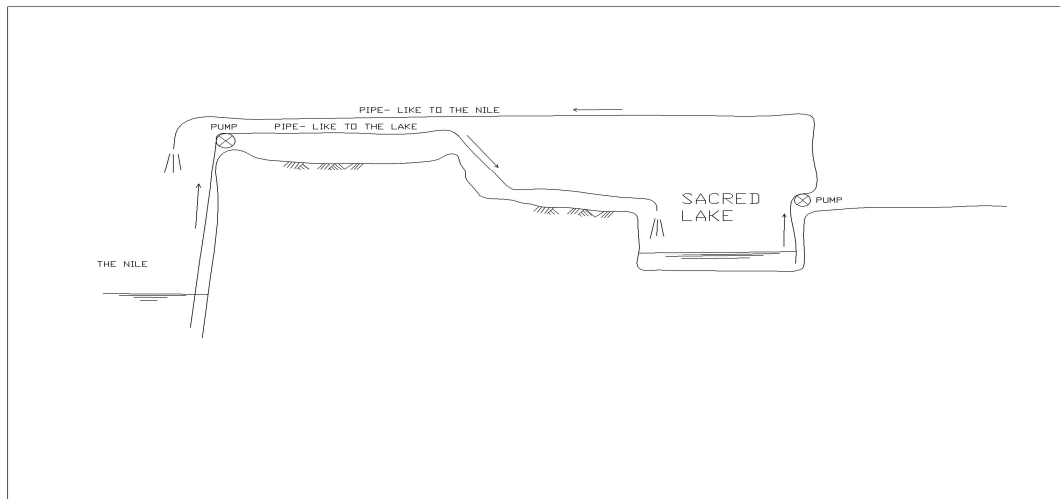 PIPE- LIKE TO THE NILE
PUMP
PIPE- LIKE TO THE LAKE
SACRED
LAKE
PUMP
THE NILE